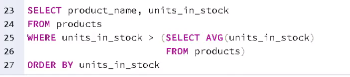 23 SELECT product_name, units_in_stock
24 FROM products
25 WHERE units_in_stock > (SELECT AVG(units_in_stock)
26 FROM products)
27 ORDER BY units_in_stock